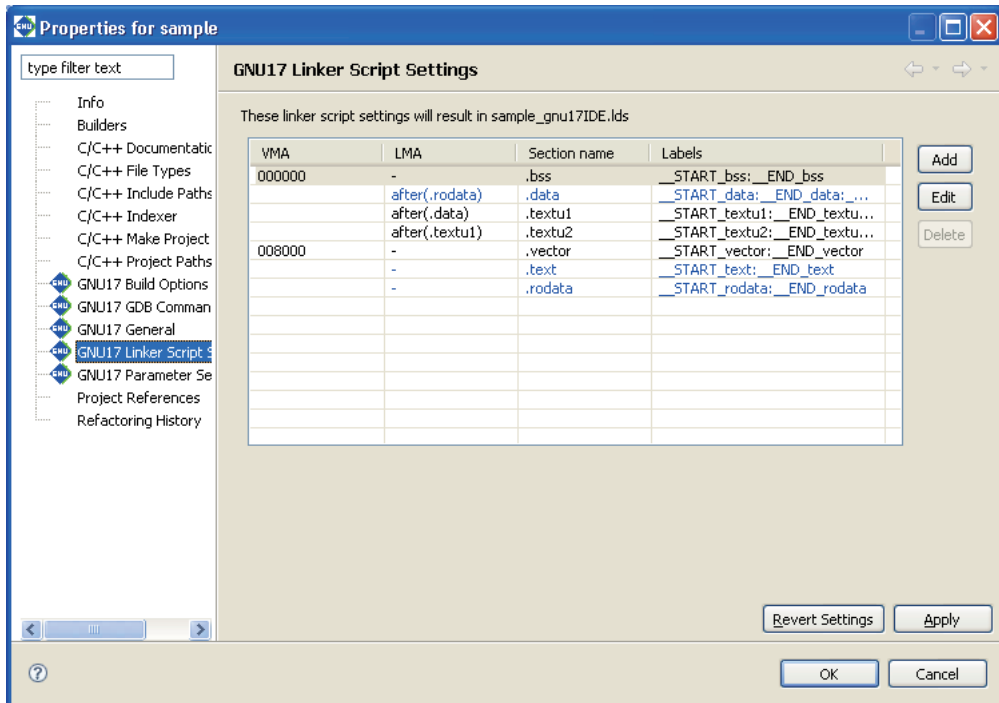 Properties for sample
type filter text
Info
Builders
C/C++ Documentatic
C/C++ File Types
C/C++ Include Paths
C/C++ Indexer
C/C++ Make Project
C/C++ Project Paths
GNU17 Build Options
GNU17 GDB Comman
GNU17 General
GNU17 Linker Script S
GNU17 Parameter Se
Project References
Refactoring History
GNU17 Linker Script Settings
These linker script settings will result in sample_gnu17IDE.lds
VMA LMA Section name Labels
000000 - .bss __START_bss:__END_bss
after(.rodata) .data __START_data:__END_data:_...
after(.data) .textu1 __START_textu1:__END_textu...
after(.textu1) .textu2 __START_textu2:__END_textu...
008000 - .vector __START_vector:__END_vector
- .text __START_text:__END_text
- .rodata __START_rodata:__END_rodata
Add
Edit
Delete
Revert Settings Apply
OK Cancel